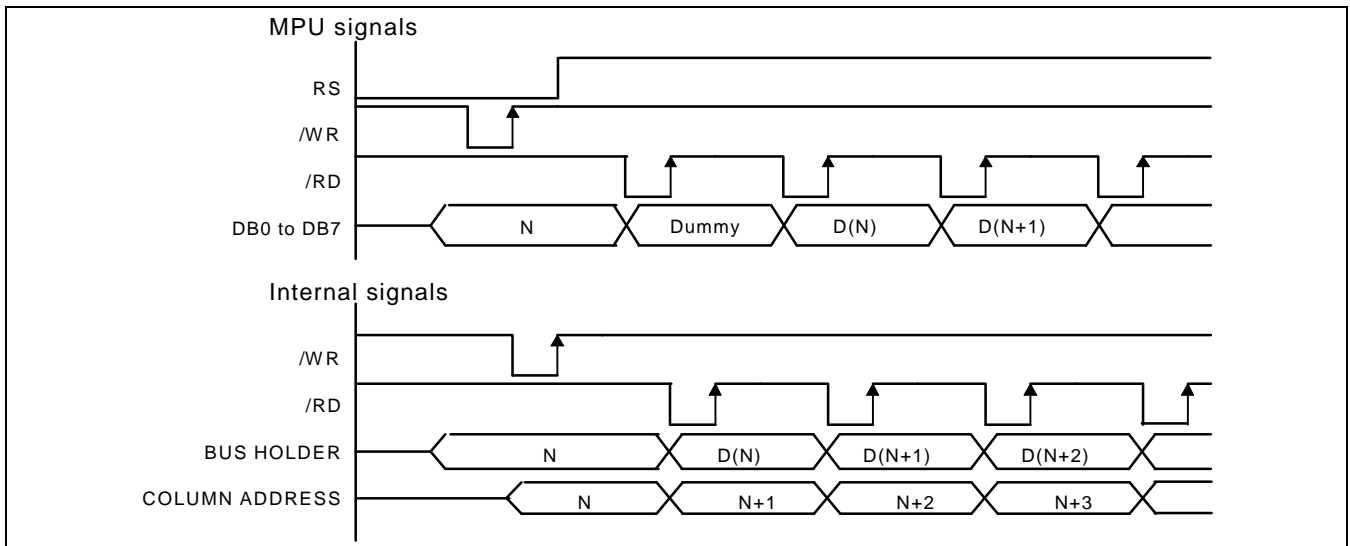 MPU signals
RS
/WR
/RD
DB0 to DB7 N Dummy D(N) D(N+1)
Internal signals
/WR
/RD
BUS HOLDER N D(N) D(N+1) D(N+2)
COLUMN ADDRESS N N+1 N+2 N+3